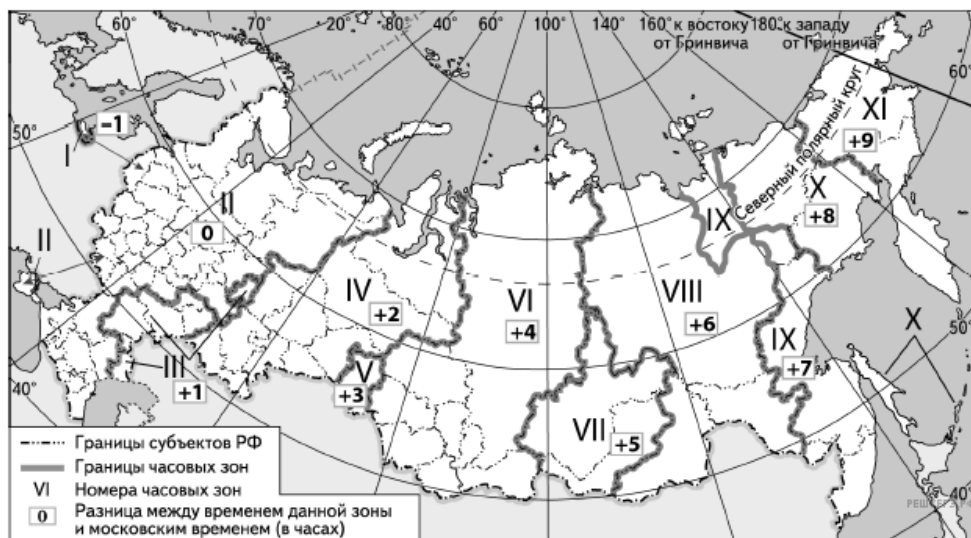 60°
70°
80°
100°
140°
160° к востоку
от Гринвича
180° к западу
от Гринвича
60°
50°
–1
I
Северный полярный круг
XI
+9
II
0
IX
X
+8
II
IV
+2
VI
+4
VIII
+6
X
50°
40°
III
+1
V
+3
VII
+5
IX
+7
40°
Границы субъектов РФ
Границы часовых зон
VI Номера часовых зон
0 Разница между временем данной зоны
и московским временем (в часах)
РЕШУЕГЭ.РФ